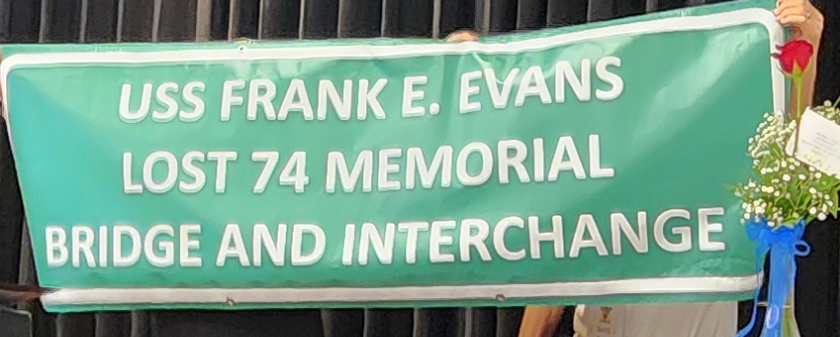 USS FRANK E. EVANS
LOST 74 MEMORIAL
BRIDGE AND INTERCHANGE